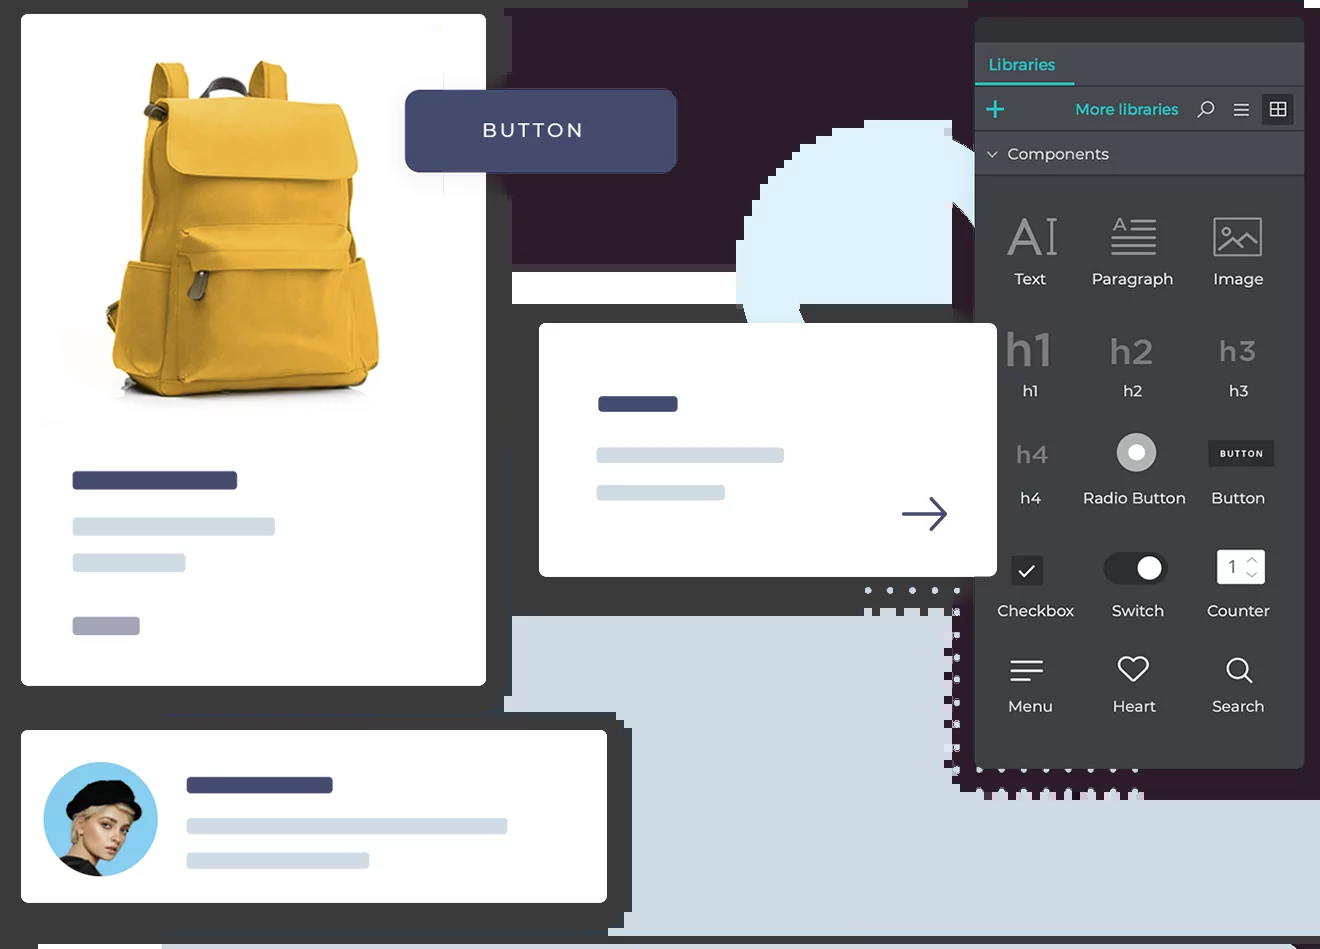 BUTTON
Libraries
More libraries
Components
AI
A
Text
Paragraph
Image
h1
h2
h3
h1
h2
h3
h4
BUTTON
h4
Radio Button
Button
1
Checkbox
Switch
Counter
Menu
Heart
Search